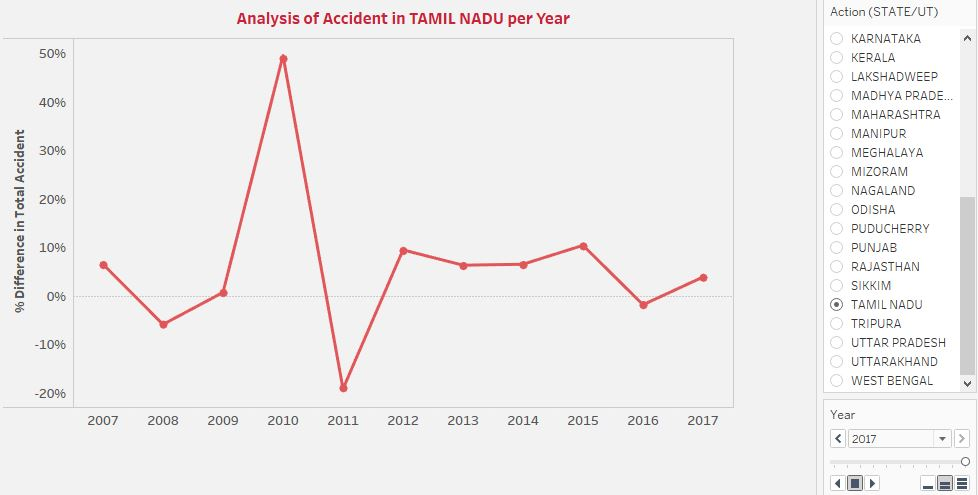 Analysis of Accident in TAMIL NADU per Year
% Difference in Total Accident
50%
40%
30%
20%
10%
0%
-10%
-20%
2007 2008 2009 2010 2011 2012 2013 2014 2015 2016 2017
Action (STATE/UT)
KARNATAKA
KERALA
LAKSHADWEEP
MADHYA PRADE...
MAHARASHTRA
MANIPUR
MEGHALAYA
MIZORAM
NAGALAND
ODISHA
PUDUCHERRY
PUNJAB
RAJASTHAN
SIKKIM
TAMIL NADU
TRIPURA
UTTAR PRADESH
UTTARAKHAND
WEST BENGAL
Year
2017